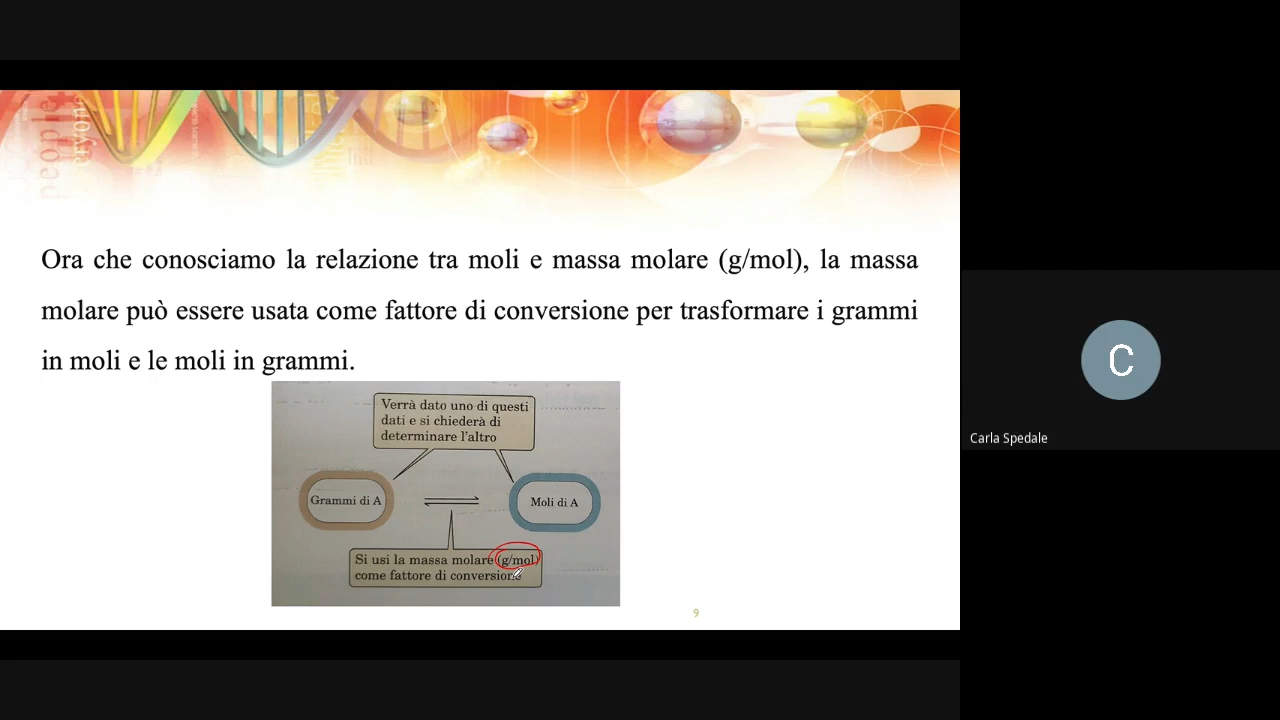 people
everyone
Ora che conosciamo la relazione tra moli e massa molare (g/mol), la massa
molare può essere usata come fattore di conversione per trasformare i grammi
in moli e le moli in grammi.
Verrà dato uno di questi
dati e si chiederà di
determinare l'altro
Grammi di A
Moli di A
Si usi la massa molare (g/mol)
come fattore di conversione
9
C
Carla Spedale